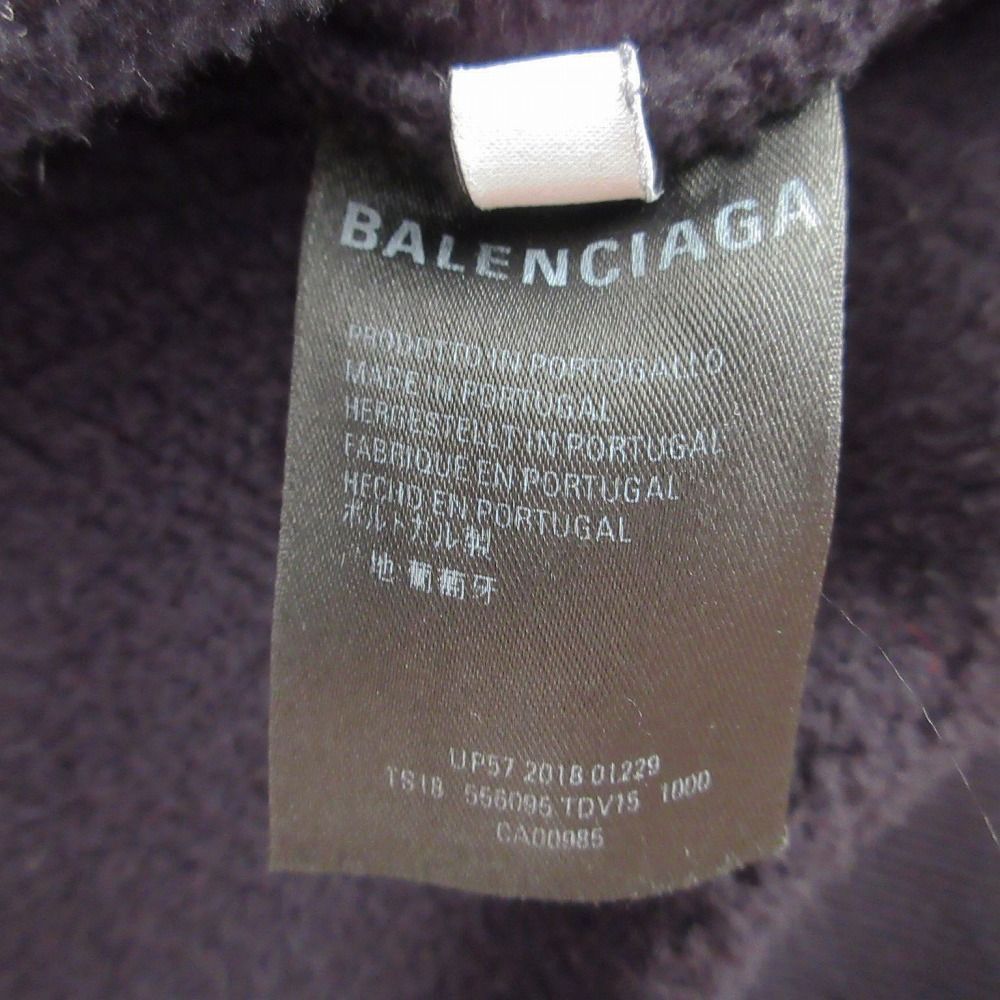 BALENCIAGA
PRODOTTO IN PORTOGALLO
MADE IN PORTUGAL
HERGESTELLT IN PORTUGAL
FABRIQUE EN PORTUGAL
HECHO EN PORTUGAL
ポルトガル製
地 葡萄牙
UP57 2018 01229
TS18 556095 TDV15 1000
CA00985